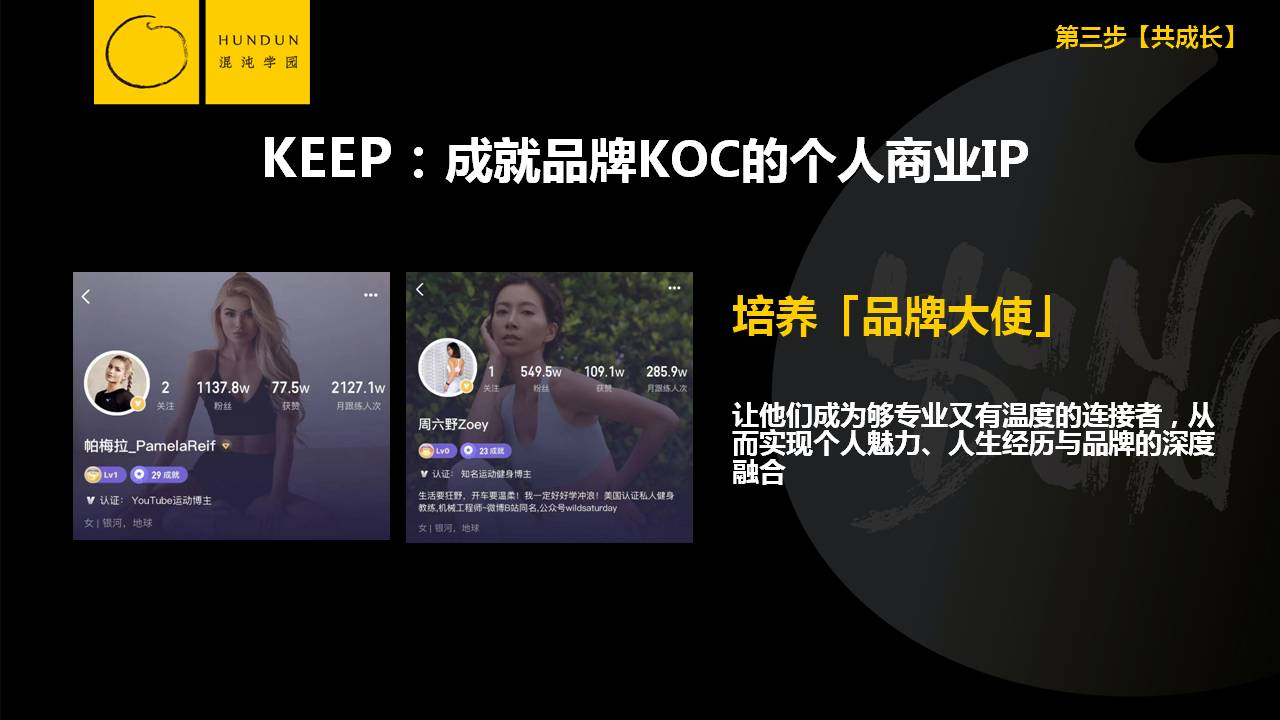 HUNDUN
混沌学园
第三步【共成长】
KEEP：成就品牌KOC的个人商业IP
2
1137.8w
77.5w
2127.1w
关注
粉丝
获赞
月跟练人次
帕梅拉_PamelaReif
Lv1
29 成就
认证： YouTube运动博主
女 | 银河，地球
1
549.5w
109.1w
285.9w
关注
粉丝
获赞
月跟练人次
周六野Zoey
Lv0
23 成就
认证： 知名运动健身博主
生活要狂野，开车要温柔！我一定好好学冲浪！美国认证私人健身
教练,机械工程师~微博B站同名,公众号wildsaturday
女 | 银河，地球
培养「品牌大使」
让他们成为够专业又有温度的连接者，从
而实现个人魅力、人生经历与品牌的深度
融合
HUN
DUN